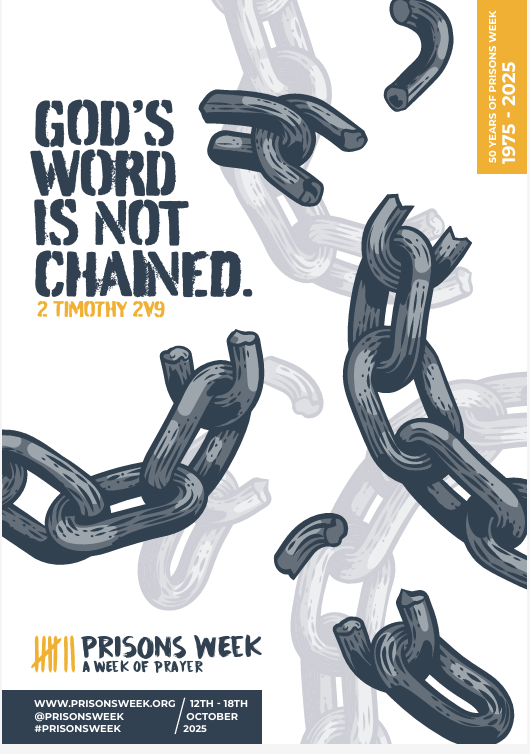 50 YEARS OF PRISONS WEEK
1975 - 2025
GOD'S
WORD
IS NOT
CHAINED.
2 TIMOTHY 2V9
PRISONS WEEK
A WEEK OF PRAYER
WWW.PRISONSWEEK.ORG / 12TH - 18TH
@PRISONSWEEK / OCTOBER
#PRISONSWEEK / 2025